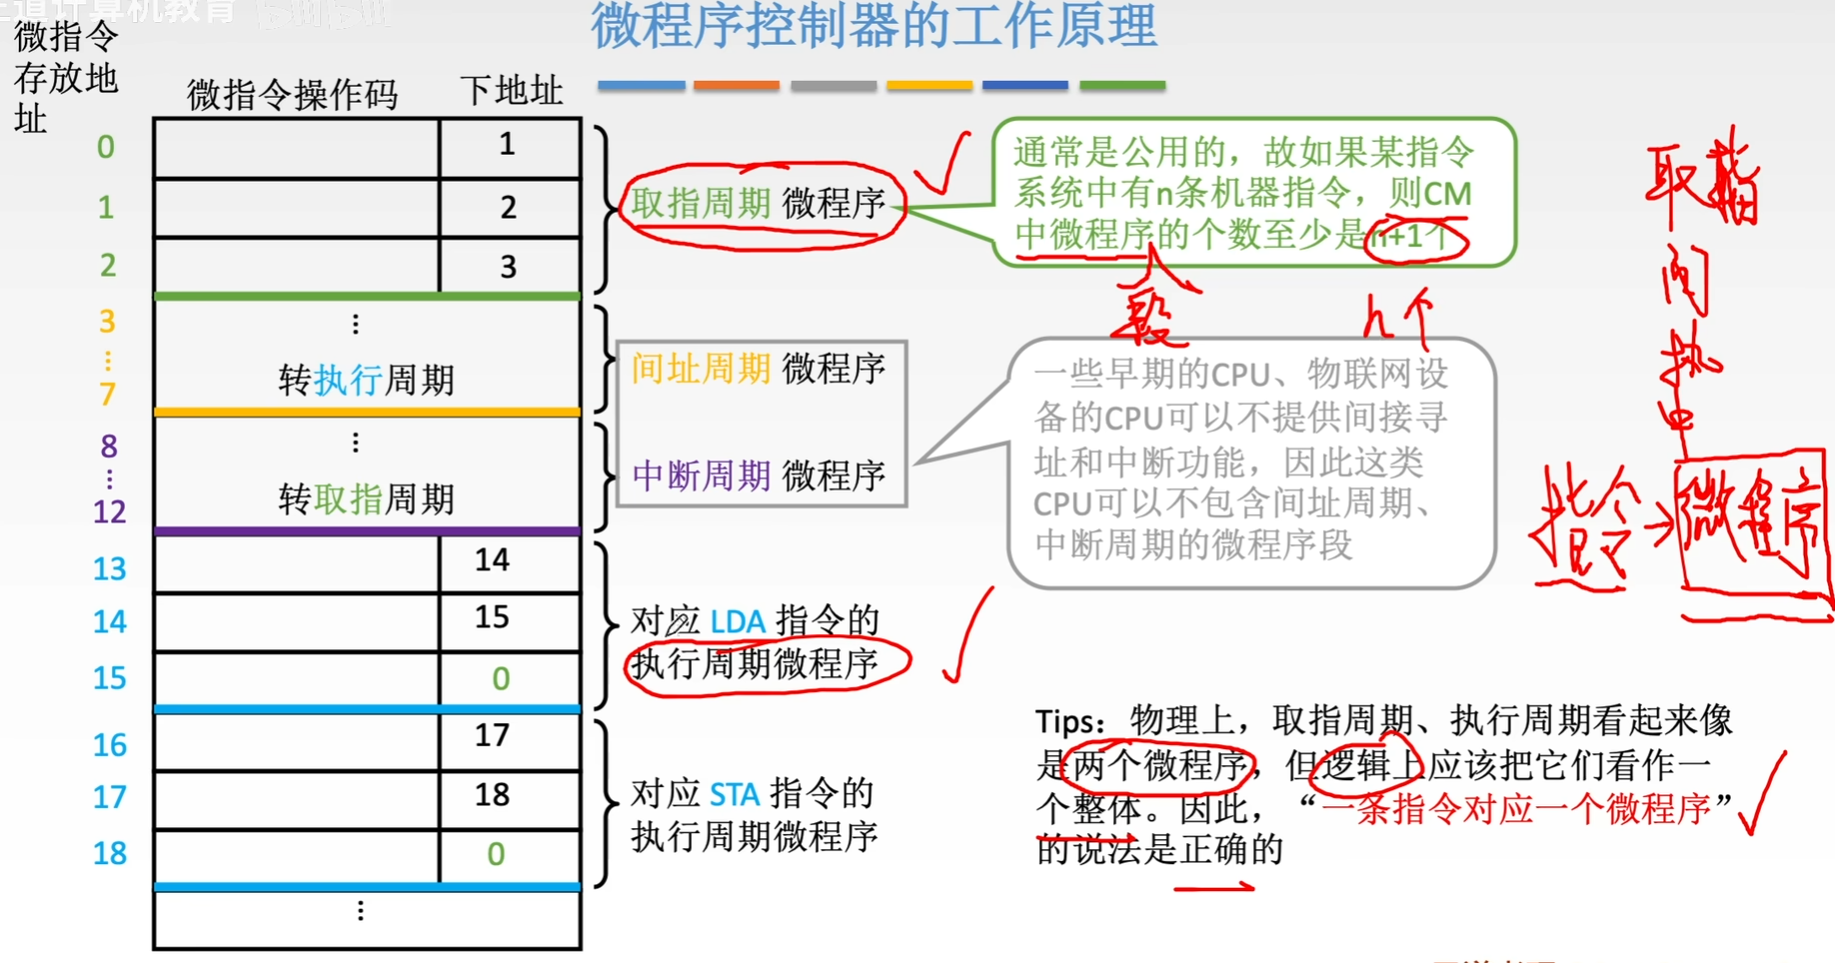 王道计算机教育
微程序控制器的工作原理
微指令
存放地
址
微指令操作码 下地址
0 1
1 2
2 3
取指周期 微程序
通常是公用的，故如果某指令
系统中有n条机器指令，则CM
中微程序的个数至少是n+1个
段
n个
3
⋮
7
⋮
转执行周期
间址周期 微程序
8
⋮
12
⋮
转取指周期
中断周期 微程序
一些早期的CPU、物联网设
备的CPU可以不提供间接寻
址和中断功能，因此这类
CPU可以不包含间址周期、
中断周期的微程序段
13 14
14 15
15 0
对应 LDA 指令的
执行周期微程序
16 17
17 18
18 0
对应 STA 指令的
执行周期微程序
⋮
取指
间
执
中
指令→微程序
Tips：物理上，取指周期、执行周期看起来像
是两个微程序，但逻辑上应该把它们看作一
个整体。因此，“一条指令对应一个微程序”
的说法是正确的